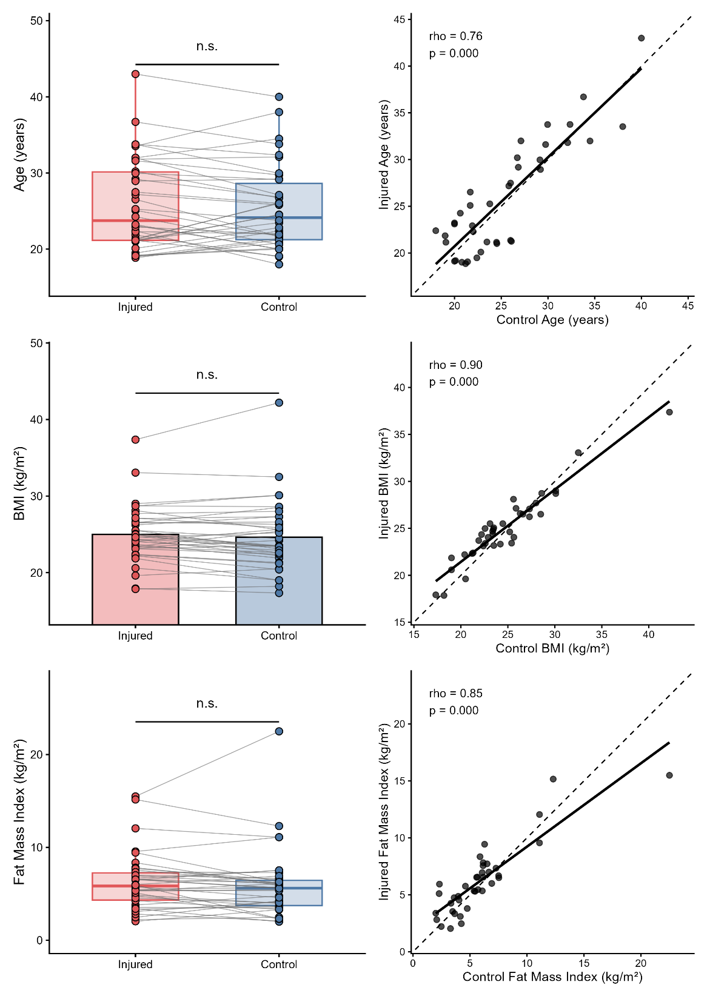 50
40
30
20
Age (years)
n.s.
Injured
Control
45
40
35
30
25
20
Injured Age (years)
rho = 0.76
p = 0.000
20
25
30
35
40
45
Control Age (years)
50
40
30
20
BMI (kg/m²)
n.s.
Injured
Control
40
35
30
25
20
15
Injured BMI (kg/m²)
rho = 0.90
p = 0.000
15
20
25
30
35
40
Control BMI (kg/m²)
20
10
0
Fat Mass Index (kg/m²)
n.s.
Injured
Control
20
15
10
5
0
Injured Fat Mass Index (kg/m²)
rho = 0.85
p = 0.000
0
5
10
15
20
Control Fat Mass Index (kg/m²)